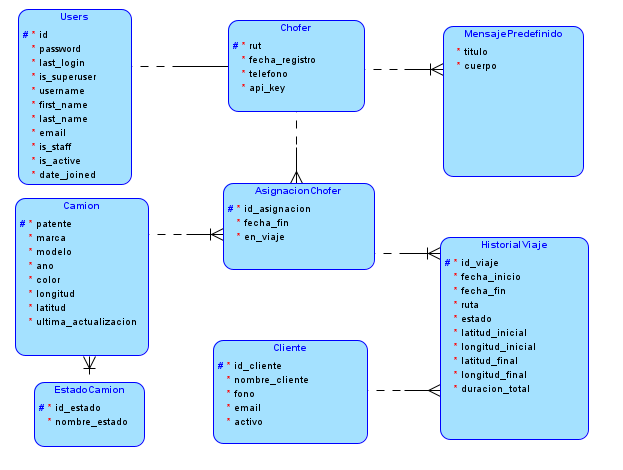 Users
# * id
* password
* last_login
* is_superuser
* username
* first_name
* last_name
* email
* is_staff
* is_active
* date_joined
Chofer
# * rut
* fecha_registro
* telefono
* api_key
MensajePredefinido
* titulo
* cuerpo
Camion
# * patente
* marca
* modelo
* ano
* color
* longitud
* latitud
* ultima_actualizacion
AsignacionChofer
# * id_asignacion
* fecha_fin
* en_viaje
HistorialViaje
# * id_viaje
* fecha_inicio
* fecha_fin
* ruta
* estado
* latitud_inicial
* longitud_inicial
* latitud_final
* longitud_final
* duracion_total
Cliente
# * id_cliente
* nombre_cliente
* fono
* email
* activo
EstadoCamion
# * id_estado
* nombre_estado